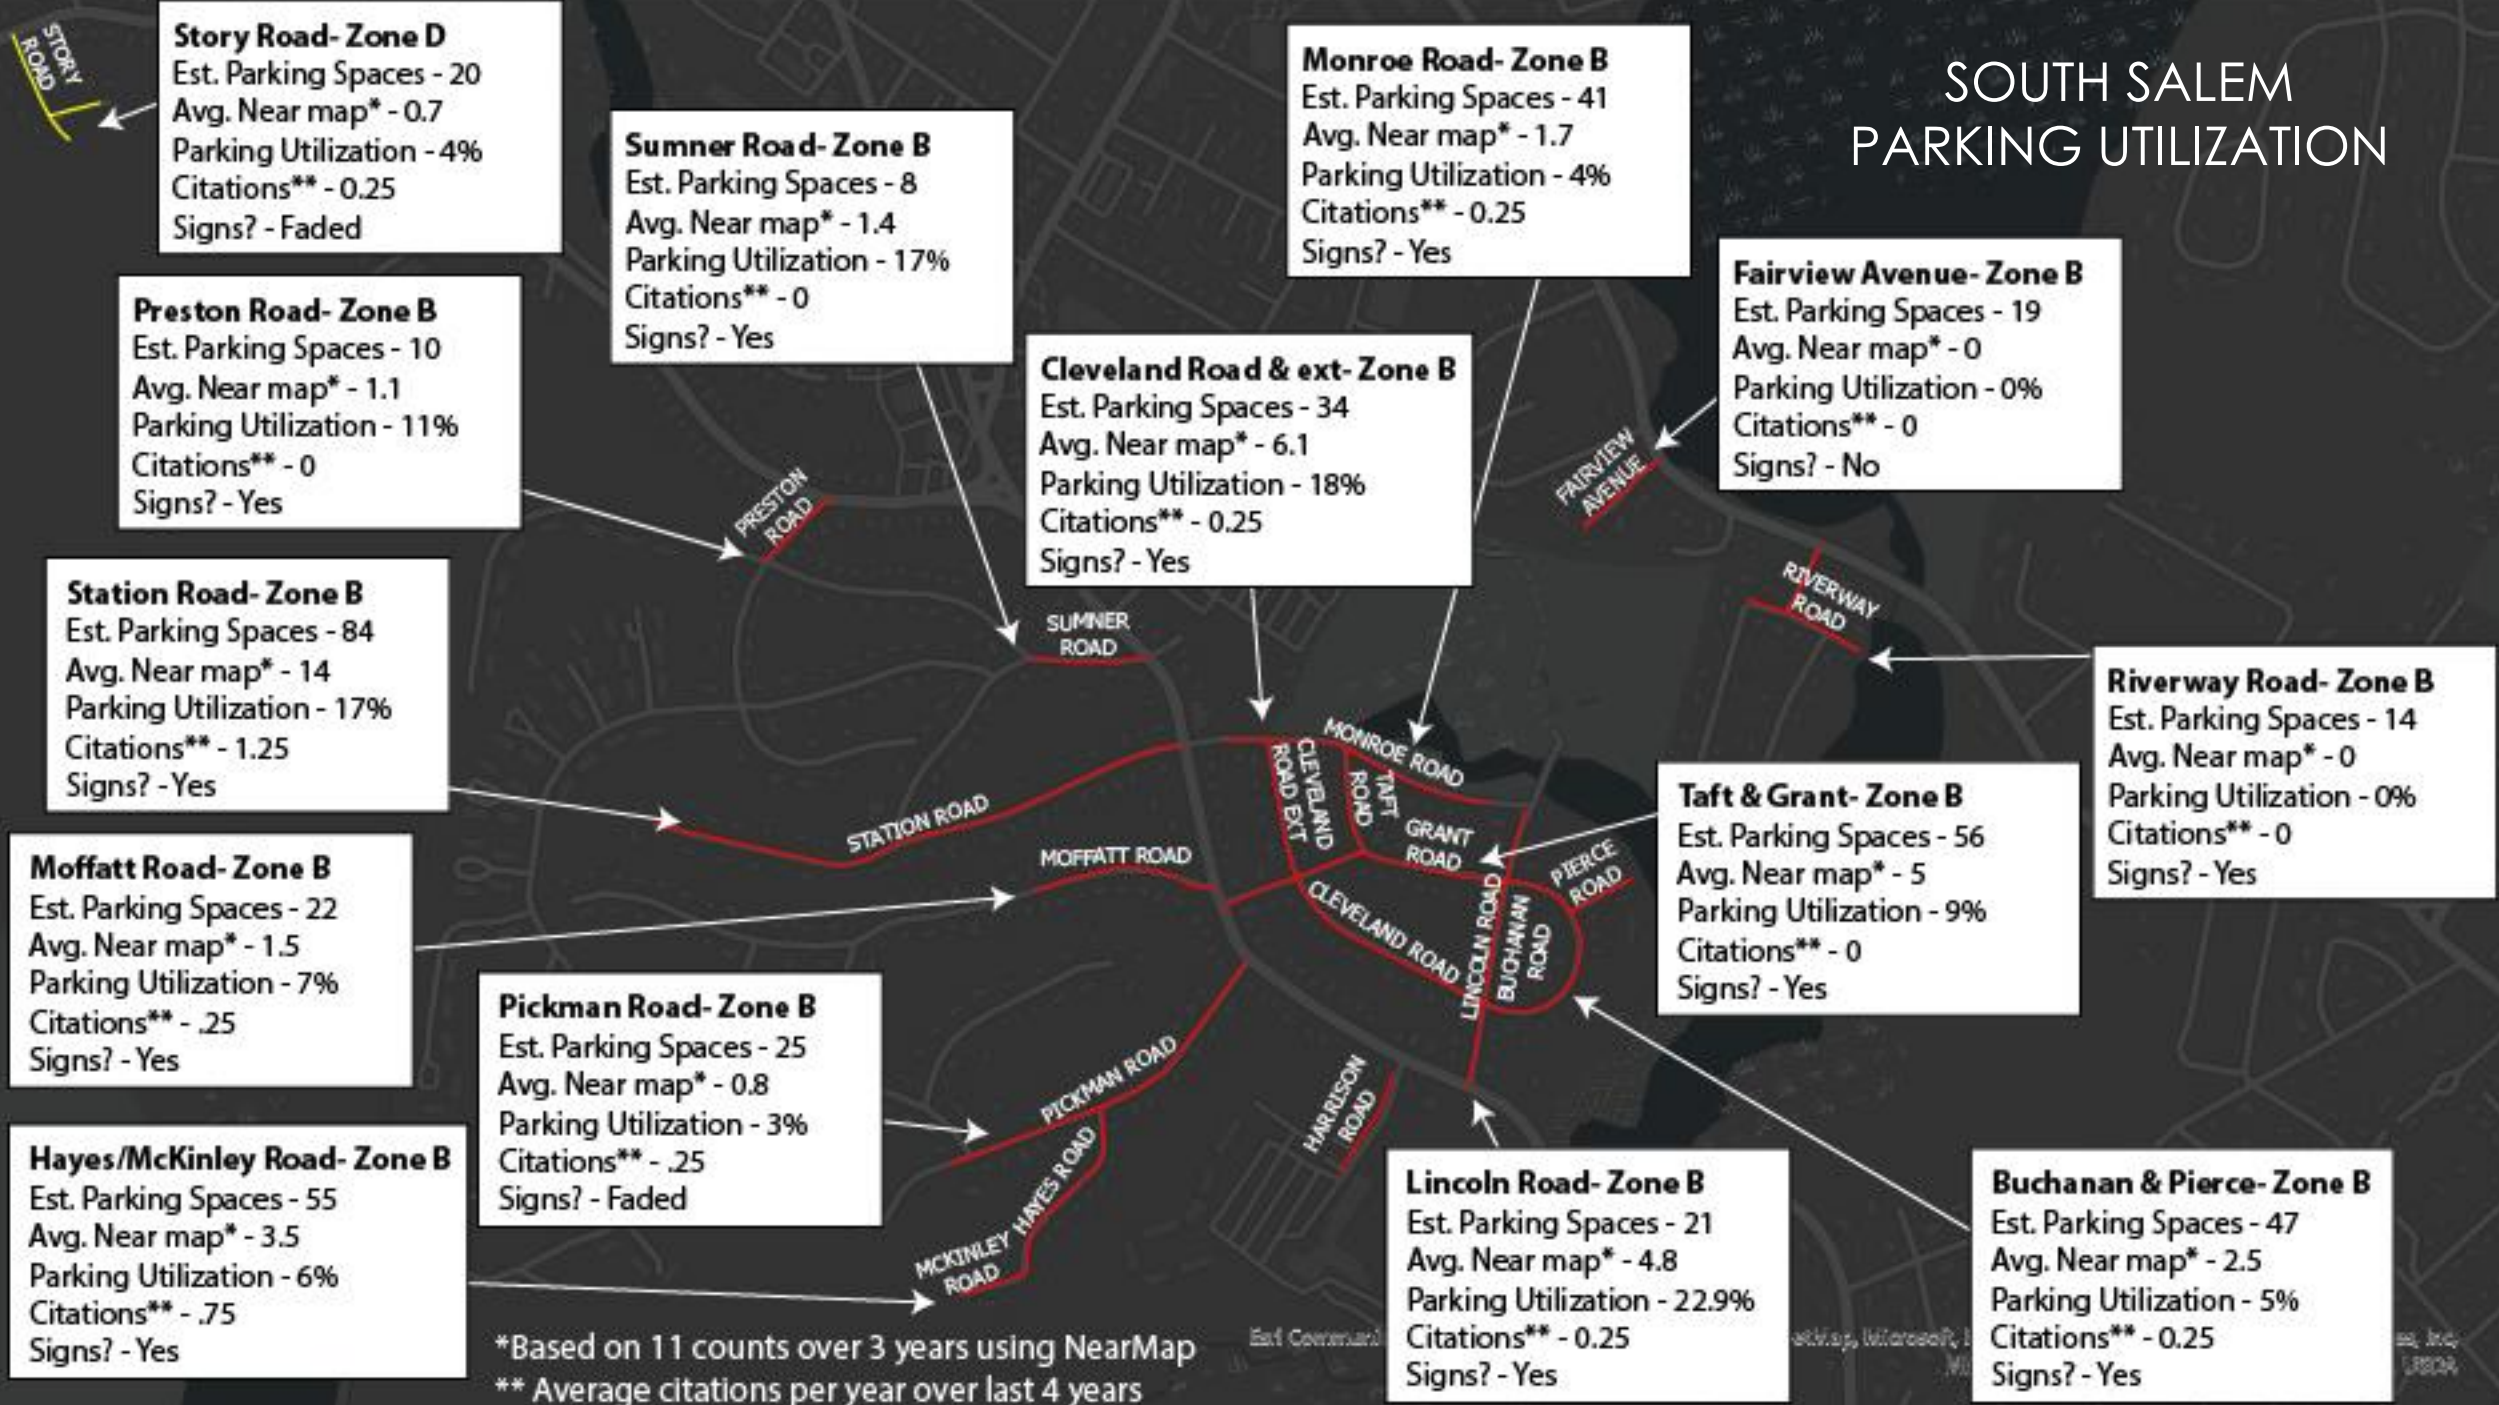 SOUTH SALEM
PARKING UTILIZATION
STORY
ROAD
Story Road- Zone D
Est. Parking Spaces - 20
Avg. Near map* - 0.7
Parking Utilization - 4%
Citations** - 0.25
Signs? - Faded
Sumner Road- Zone B
Est. Parking Spaces - 8
Avg. Near map* - 1.4
Parking Utilization - 17%
Citations** - 0
Signs? - Yes
Monroe Road- Zone B
Est. Parking Spaces - 41
Avg. Near map* - 1.7
Parking Utilization - 4%
Citations** - 0.25
Signs? - Yes
Fairview Avenue- Zone B
Est. Parking Spaces - 19
Avg. Near map* - 0
Parking Utilization - 0%
Citations** - 0
Signs? - No
Preston Road- Zone B
Est. Parking Spaces - 10
Avg. Near map* - 1.1
Parking Utilization - 11%
Citations** - 0
Signs? - Yes
Cleveland Road & ext- Zone B
Est. Parking Spaces - 34
Avg. Near map* - 6.1
Parking Utilization - 18%
Citations** - 0.25
Signs? - Yes
Station Road- Zone B
Est. Parking Spaces - 84
Avg. Near map* - 14
Parking Utilization - 17%
Citations** - 1.25
Signs? - Yes
Riverway Road- Zone B
Est. Parking Spaces - 14
Avg. Near map* - 0
Parking Utilization - 0%
Citations** - 0
Signs? - Yes
Taft & Grant- Zone B
Est. Parking Spaces - 56
Avg. Near map* - 5
Parking Utilization - 9%
Citations** - 0
Signs? - Yes
Moffatt Road- Zone B
Est. Parking Spaces - 22
Avg. Near map* - 1.5
Parking Utilization - 7%
Citations** - .25
Signs? - Yes
Pickman Road- Zone B
Est. Parking Spaces - 25
Avg. Near map* - 0.8
Parking Utilization - 3%
Citations** - .25
Signs? - Faded
Hayes/McKinley Road- Zone B
Est. Parking Spaces - 55
Avg. Near map* - 3.5
Parking Utilization - 6%
Citations** - .75
Signs? - Yes
Lincoln Road- Zone B
Est. Parking Spaces - 21
Avg. Near map* - 4.8
Parking Utilization - 22.9%
Citations** - 0.25
Signs? - Yes
Buchanan & Pierce- Zone B
Est. Parking Spaces - 47
Avg. Near map* - 2.5
Parking Utilization - 5%
Citations** - 0.25
Signs? - Yes
PRESTON
ROAD
FAIRVIEW
AVENUE
RIVERWAY
ROAD
SUMNER
ROAD
MONROE ROAD
CLEVELAND
ROAD EXT
TAFT
ROAD
GRANT
ROAD
STATION ROAD
MOFFATT ROAD
PIERCE
ROAD
CLEVELAND ROAD
LINCOLN ROAD
BUCHANAN
ROAD
PICKMAN ROAD
HARRISON
ROAD
HAYES ROAD
MCKINLEY
ROAD
*Based on 11 counts over 3 years using NearMap
** Average citations per year over last 4 years
Esri
Microsoft,
USDA